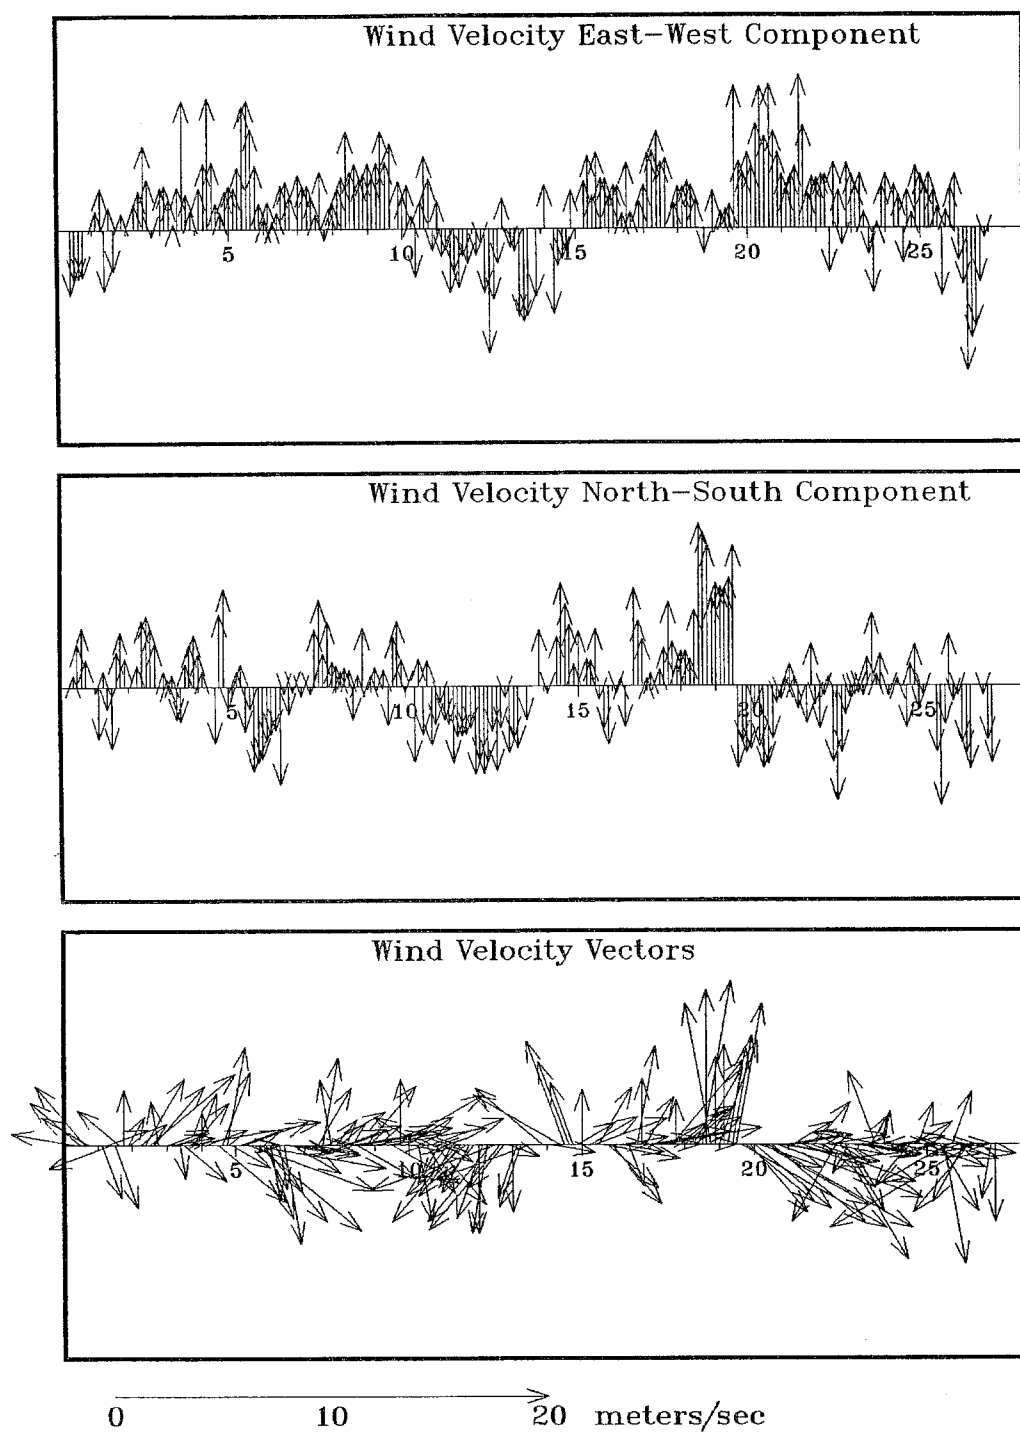 Wind Velocity East-West Component
5 10 15 20 25
Wind Velocity North-South Component
5 10 15 20 25
Wind Velocity Vectors
5 10 15 20 25
0 10 20 meters/sec